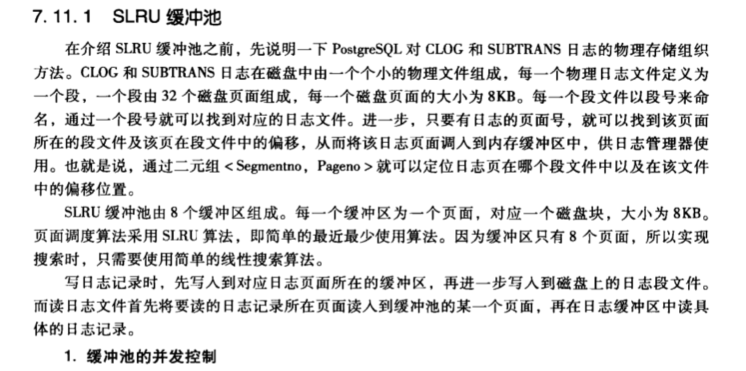 7.11.1 SLRU 缓冲池
在介绍 SLRU 缓冲池之前，先说明一下 PostgreSQL 对 CLOG 和 SUBTRANS 日志的物理存储组织
方法。CLOG 和 SUBTRANS 日志在磁盘中由一个个小的物理文件组成，每一个物理日志文件定义为
一个段，一个段由 32 个磁盘页面组成，每一个磁盘页面的大小为 8KB。每一个段文件以段号来命
名，通过一个段号就可以找到对应的日志文件。进一步，只要有日志的页面号，就可以找到该页面
所在的段文件及该页在段文件中的偏移，从而将该日志页面调入到内存缓冲区中，供日志管理器使
用。也就是说，通过二元组 < Segmentno，Pageno > 就可以定位日志页在哪个段文件中以及在该文件
中的偏移位置。
SLRU 缓冲池由 8 个缓冲区组成。每一个缓冲区为一个页面，对应一个磁盘块，大小为 8KB。
页面调度算法采用 SLRU 算法，即简单的最近最少使用算法。因为缓冲区只有 8 个页面，所以实现
搜索时，只需要使用简单的线性搜索算法。
写日志记录时，先写入到对应日志页面所在的缓冲区，再进一步写入到磁盘上的日志段文件。
而读日志文件首先将要读的日志记录所在页面读入到缓冲池的某一个页面，再在日志缓冲区中读具
体的日志记录。
1. 缓冲池的并发控制